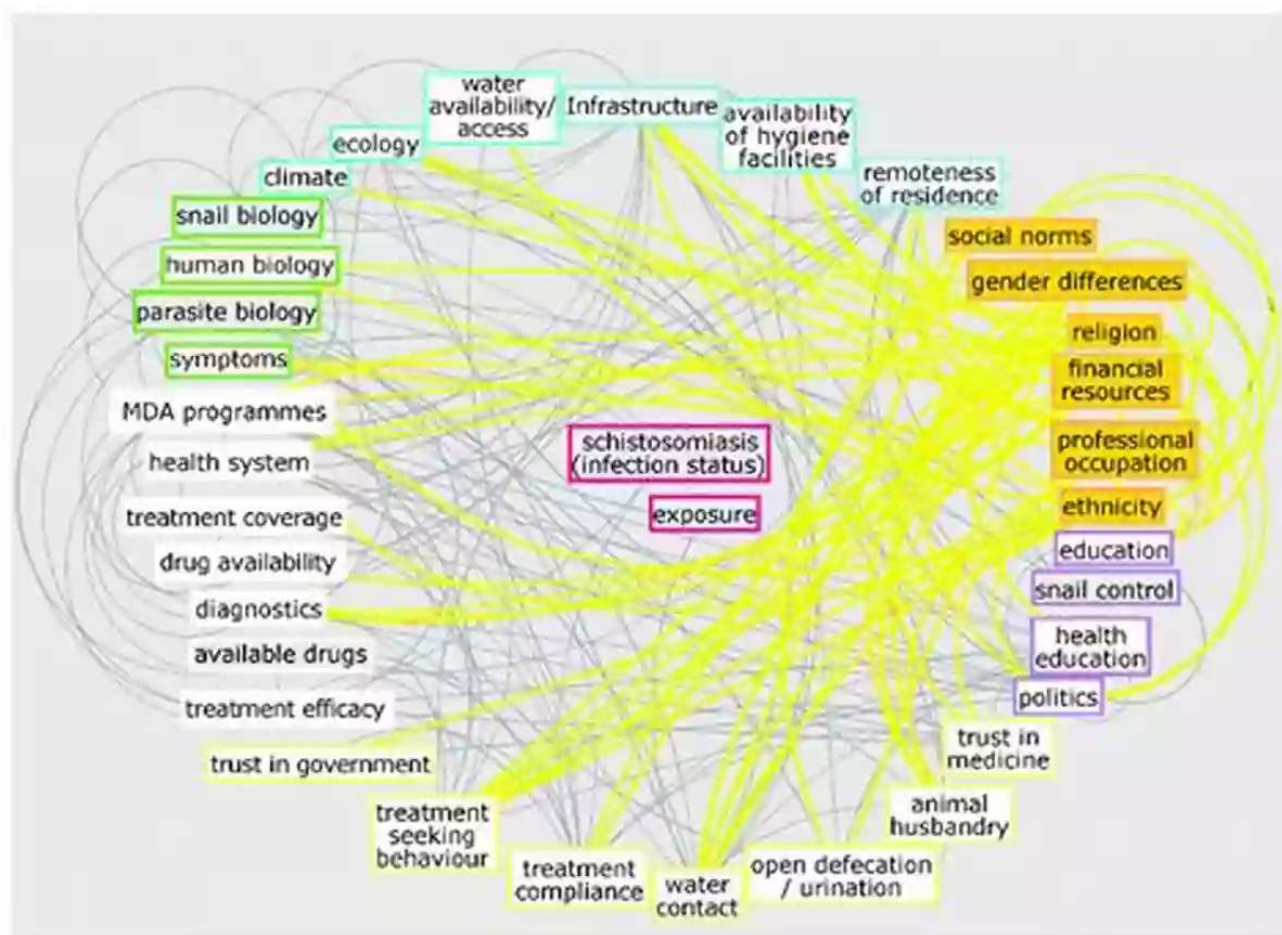 water
availability/
access
Infrastructure
availability
of hygiene
facilities
ecology
climate
remoteness
of residence
snail biology
social norms
human biology
gender differences
parasite biology
religion
symptoms
financial
resources
MDA programmes
schistosomiasis
(infection status)
professional
occupation
health system
exposure
ethnicity
treatment coverage
education
drug availability
snail control
diagnostics
health
education
available drugs
politics
treatment efficacy
trust in
medicine
trust in government
treatment
seeking
behaviour
animal
husbandry
treatment
compliance
water
contact
open defecation
/ urination